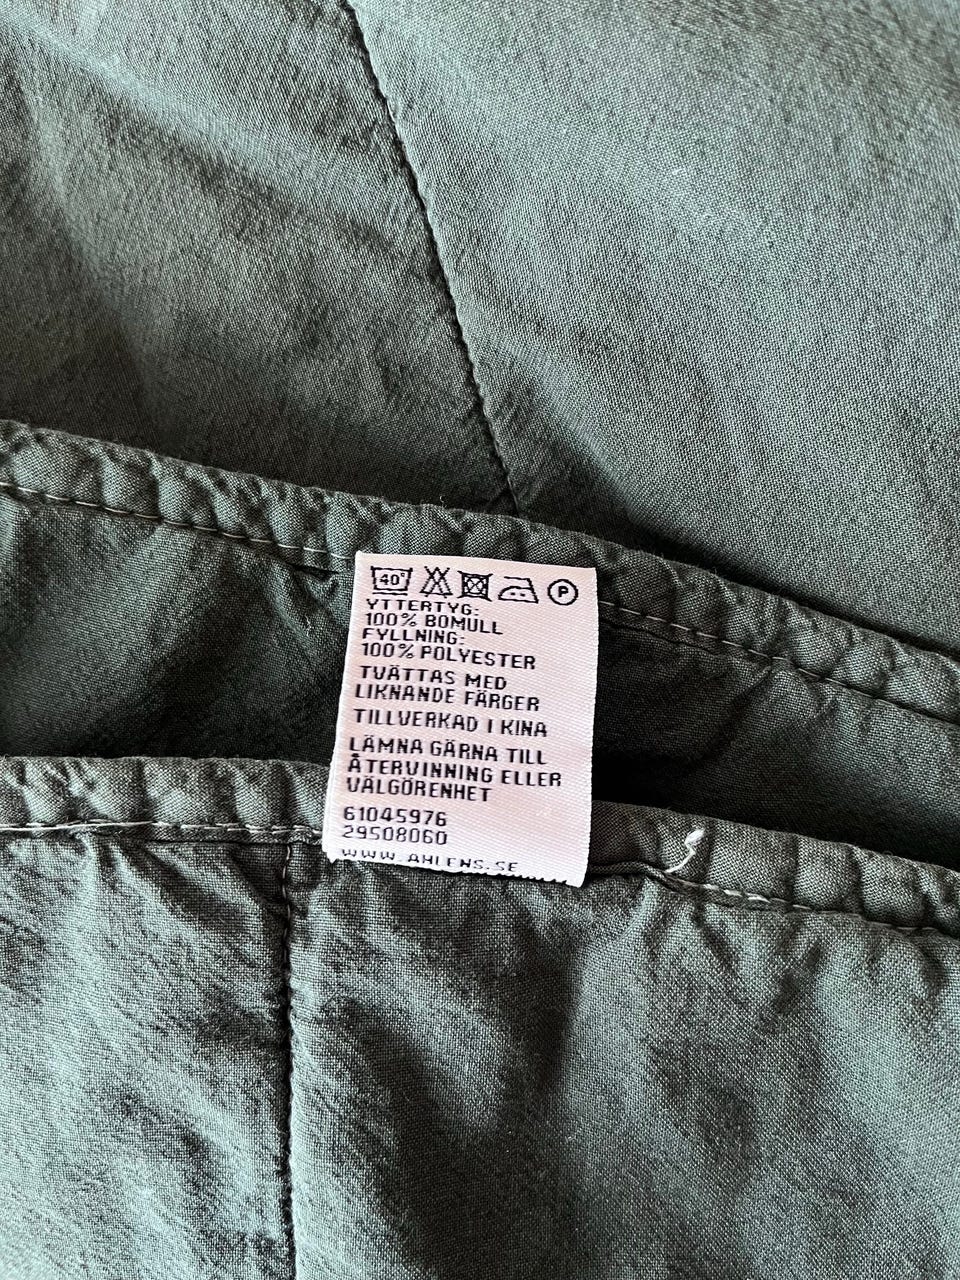 40° P
YTTERTYG:
100% BOMULL
FYLLNING:
100% POLYESTER
TVÄTTAS MED
LIKNANDE FÄRGER
TILLVERKAD I KINA
LÄMNA GÄRNA TILL
ÅTERVINNING ELLER
VÄLGÖRENHET
61045976
29508060
WWW.AHLENS.SE